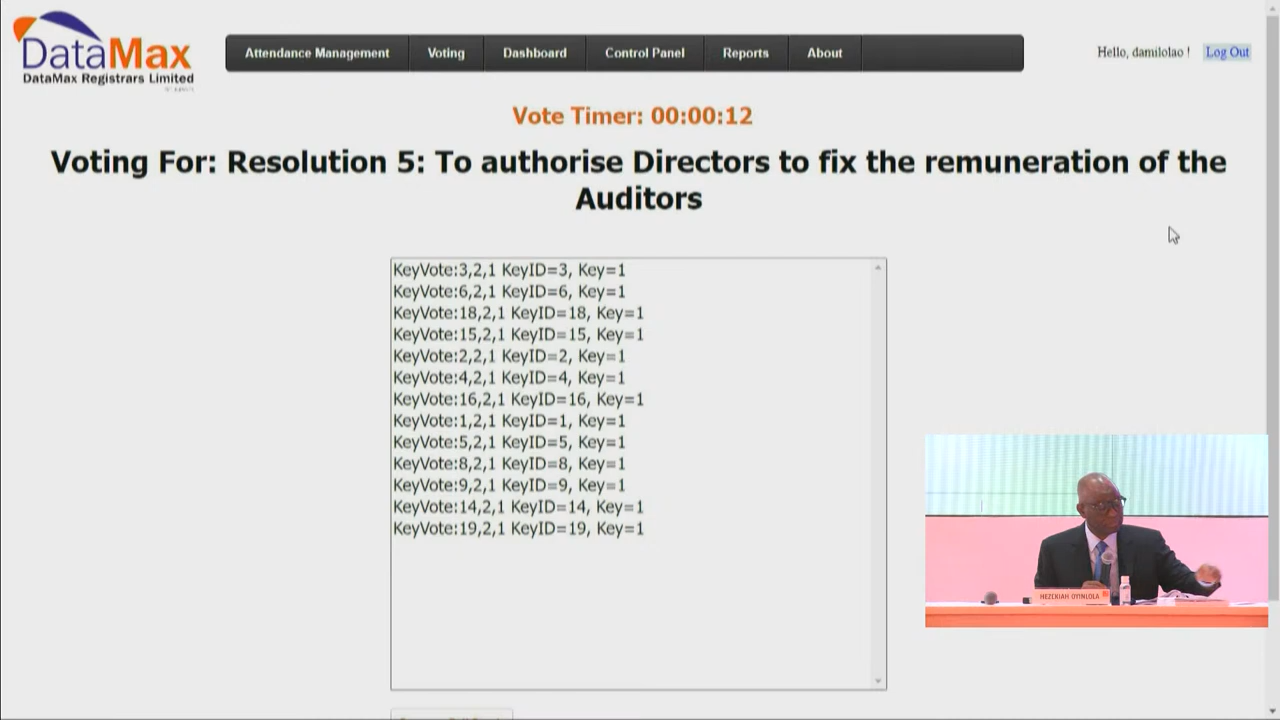 DataMax
DataMax Registrars Limited
Attendance Management
Voting
Dashboard
Control Panel
Reports
About
Hello, damilolao !
Log Out
Vote Timer: 00:00:12
Voting For: Resolution 5: To authorise Directors to fix the remuneration of the
Auditors
KeyVote:3,2,1 KeyID=3, Key=1
KeyVote:6,2,1 KeyID=6, Key=1
KeyVote:18,2,1 KeyID=18, Key=1
KeyVote:15,2,1 KeyID=15, Key=1
KeyVote:2,2,1 KeyID=2, Key=1
KeyVote:4,2,1 KeyID=4, Key=1
KeyVote:16,2,1 KeyID=16, Key=1
KeyVote:1,2,1 KeyID=1, Key=1
KeyVote:5,2,1 KeyID=5, Key=1
KeyVote:8,2,1 KeyID=8, Key=1
KeyVote:9,2,1 KeyID=9, Key=1
KeyVote:14,2,1 KeyID=14, Key=1
KeyVote:19,2,1 KeyID=19, Key=1
HEZEKIAH OYINLOLA